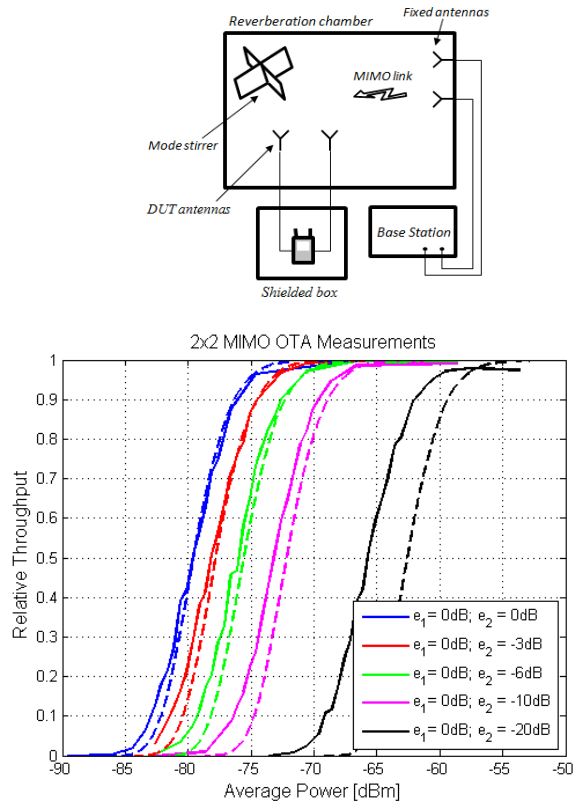 Fixed antennas
Reverberation chamber
MIMO link
Mode stirrer
DUT antennas
Base Station
Shielded box
2x2 MIMO OTA Measurements
Relative Throughput
1
0.9
0.8
0.7
0.6
0.5
0.4
0.3
0.2
0.1
0
e1= 0dB; e2 = 0dB
e1= 0dB; e2 = -3dB
e1= 0dB; e2 = -6dB
e1= 0dB; e2 = -10dB
e1= 0dB; e2 = -20dB
-90 -85 -80 -75 -70 -65 -60 -55 -50
Average Power [dBm]